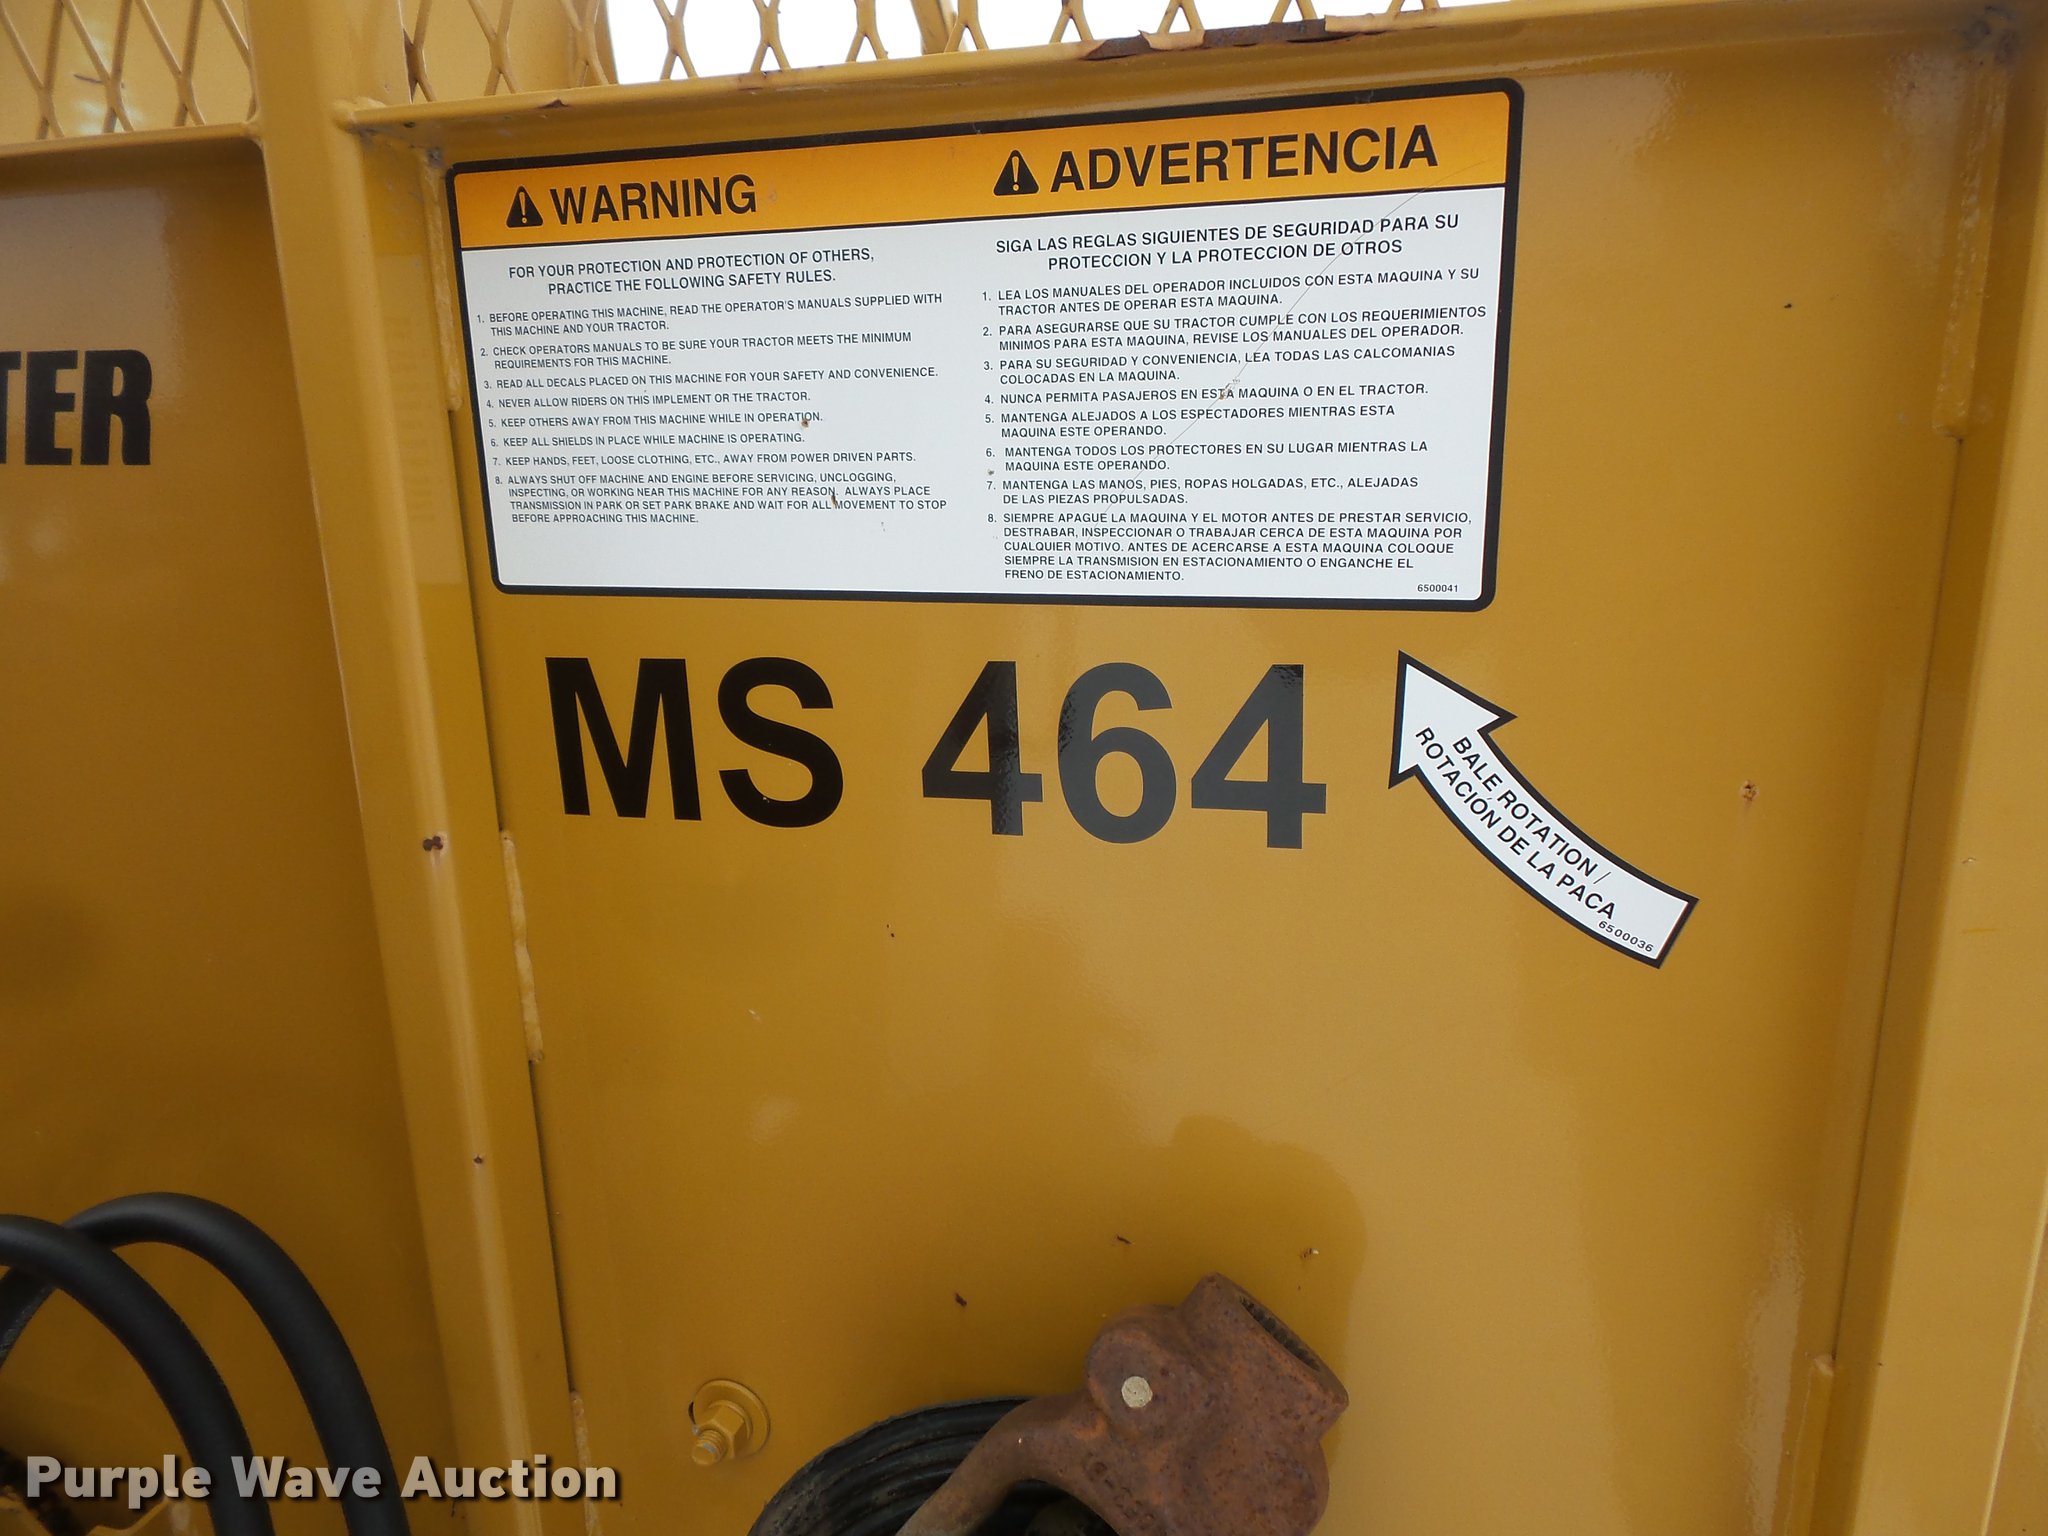 WARNING
FOR YOUR PROTECTION AND PROTECTION OF OTHERS,
PRACTICE THE FOLLOWING SAFETY RULES.
1. BEFORE OPERATING THIS MACHINE, READ THE OPERATOR'S MANUALS SUPPLIED WITH
THIS MACHINE AND YOUR TRACTOR.
2. CHECK OPERATORS MANUALS TO BE SURE YOUR TRACTOR MEETS THE MINIMUM
REQUIREMENTS FOR THIS MACHINE.
3. READ ALL DECALS PLACED ON THIS MACHINE FOR YOUR SAFETY AND CONVENIENCE.
4. NEVER ALLOW RIDERS ON THIS IMPLEMENT OR THE TRACTOR.
5. KEEP OTHERS AWAY FROM THIS MACHINE WHILE IN OPERATION.
6. KEEP ALL SHIELDS IN PLACE WHILE MACHINE IS OPERATING.
7. KEEP HANDS, FEET, LOOSE CLOTHING, ETC., AWAY FROM POWER DRIVEN PARTS.
8. ALWAYS SHUT OFF MACHINE AND ENGINE BEFORE SERVICING, UNCLOGGING,
INSPECTING, OR WORKING NEAR THIS MACHINE FOR ANY REASON. ALWAYS PLACE
TRANSMISSION IN PARK OR SET PARK BRAKE AND WAIT FOR ALL MOVEMENT TO STOP
BEFORE APPROACHING THIS MACHINE.
ADVERTENCIA
SIGA LAS REGLAS SIGUIENTES DE SEGURIDAD PARA SU
PROTECCION Y LA PROTECCION DE OTROS
1. LEA LOS MANUALES DEL OPERADOR INCLUIDOS CON ESTA MAQUINA Y SU
TRACTOR ANTES DE OPERAR ESTA MAQUINA.
2. PARA ASEGURARSE QUE SU TRACTOR CUMPLE CON LOS REQUERIMIENTOS
MINIMOS PARA ESTA MAQUINA, REVISE LOS MANUALES DEL OPERADOR.
3. PARA SU SEGURIDAD Y CONVENIENCIA, LEA TODAS LAS CALCOMANIAS
COLOCADAS EN LA MAQUINA.
4. NUNCA PERMITA PASAJEROS EN ESTA MAQUINA O EN EL TRACTOR.
5. MANTENGA ALEJADOS A LOS ESPECTADORES MIENTRAS ESTA
MAQUINA ESTE OPERANDO.
6. MANTENGA TODOS LOS PROTECTORES EN SU LUGAR MIENTRAS LA
MAQUINA ESTE OPERANDO.
7. MANTENGA LAS MANOS, PIES, ROPAS HOLGADAS, ETC., ALEJADAS
DE LAS PIEZAS PROPULSADAS.
8. SIEMPRE APAGUE LA MAQUINA Y EL MOTOR ANTES DE PRESTAR SERVICIO,
DESTRABAR, INSPECCIONAR O TRABAJAR CERCA DE ESTA MAQUINA POR
CUALQUIER MOTIVO. ANTES DE ACERCARSE A ESTA MAQUINA COLOQUE
SIEMPRE LA TRANSMISION EN ESTACIONAMIENTO O ENGANCHE EL
FRENO DE ESTACIONAMIENTO.
6500041
TER
MS 464
BALE ROTATION /
ROTACIÓN DE LA PACA
6500036
Purple Wave Auction